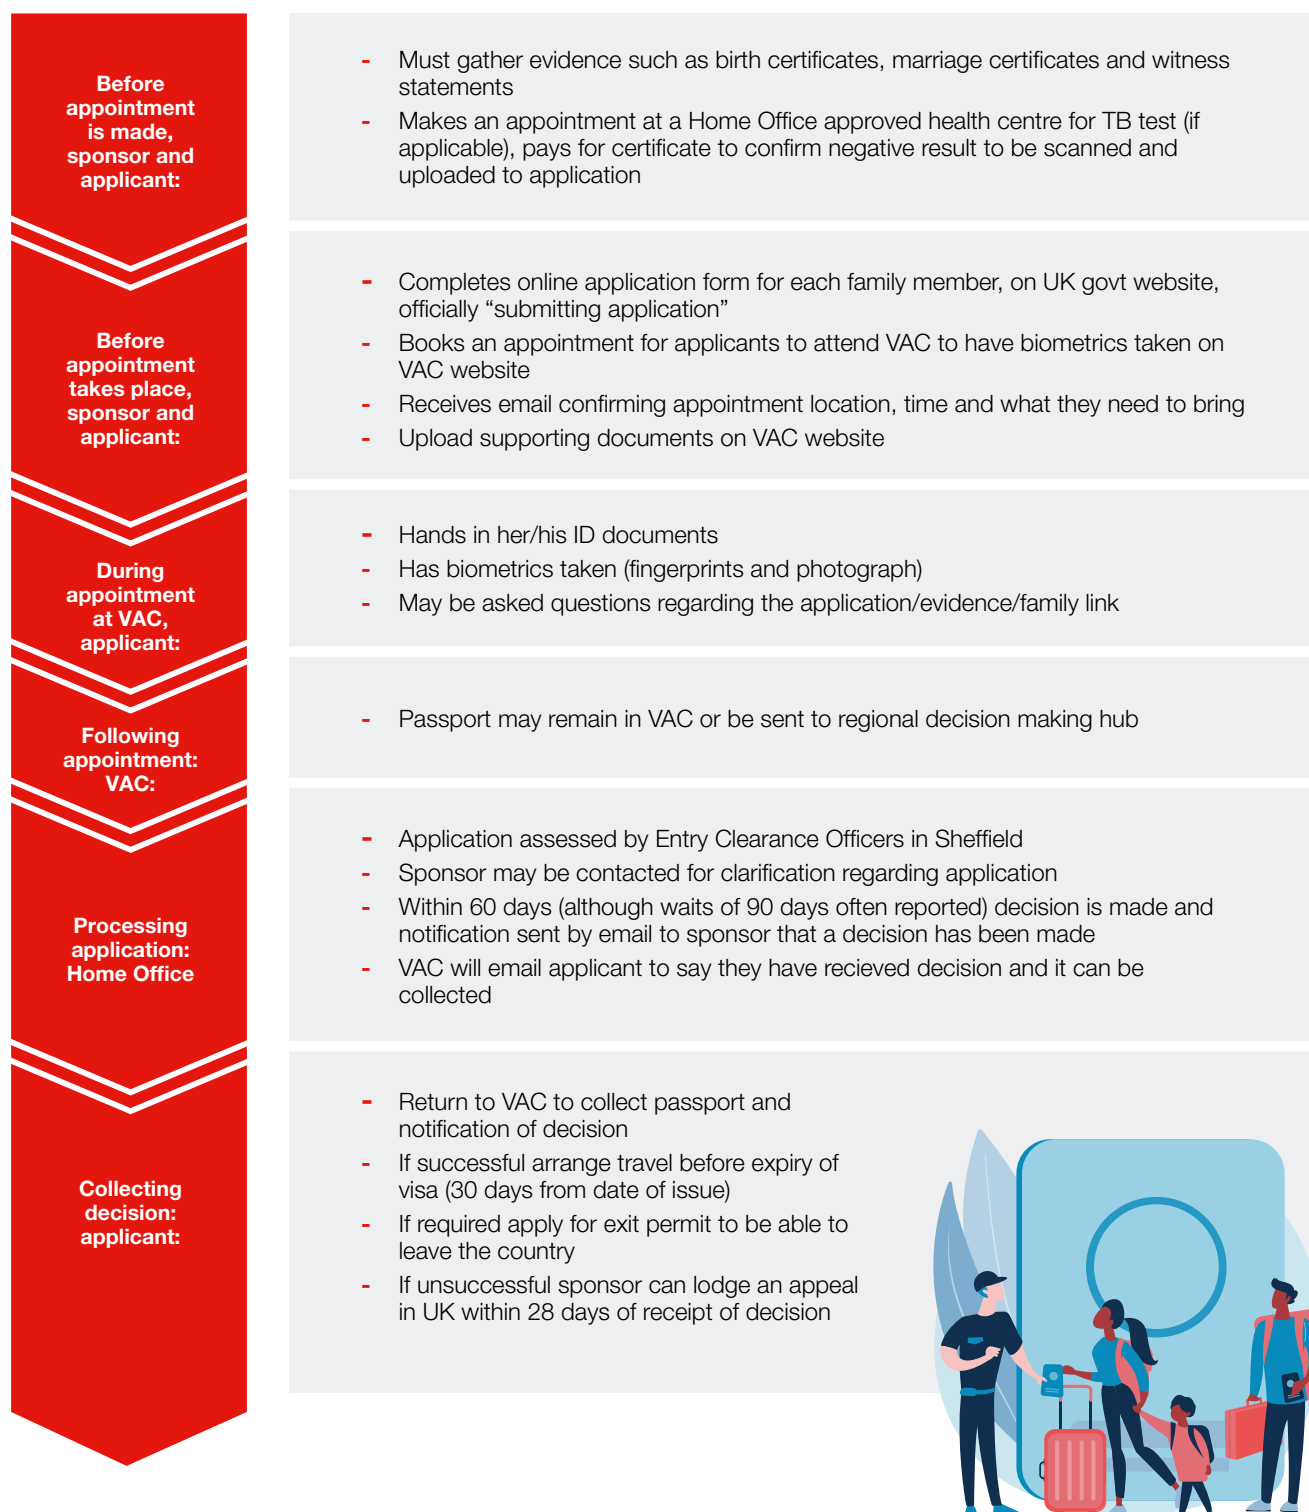 Before
appointment
is made,
sponsor and
applicant:
- Must gather evidence such as birth certificates, marriage certificates and witness
statements
- Makes an appointment at a Home Office approved health centre for TB test (if
applicable), pays for certificate to confirm negative result to be scanned and
uploaded to application
Before
appointment
takes place,
sponsor and
applicant:
- Completes online application form for each family member, on UK govt website,
officially “submitting application”
- Books an appointment for applicants to attend VAC to have biometrics taken on
VAC website
- Receives email confirming appointment location, time and what they need to bring
- Upload supporting documents on VAC website
During
appointment
at VAC,
applicant:
- Hands in her/his ID documents
- Has biometrics taken (fingerprints and photograph)
- May be asked questions regarding the application/evidence/family link
Following
appointment:
VAC:
- Passport may remain in VAC or be sent to regional decision making hub
Processing
application:
Home Office
- Application assessed by Entry Clearance Officers in Sheffield
- Sponsor may be contacted for clarification regarding application
- Within 60 days (although waits of 90 days often reported) decision is made and
notification sent by email to sponsor that a decision has been made
- VAC will email applicant to say they have recieved decision and it can be
collected
Collecting
decision:
applicant:
- Return to VAC to collect passport and
notification of decision
- If successful arrange travel before expiry of
visa (30 days from date of issue)
- If required apply for exit permit to be able to
leave the country
- If unsuccessful sponsor can lodge an appeal
in UK within 28 days of receipt of decision